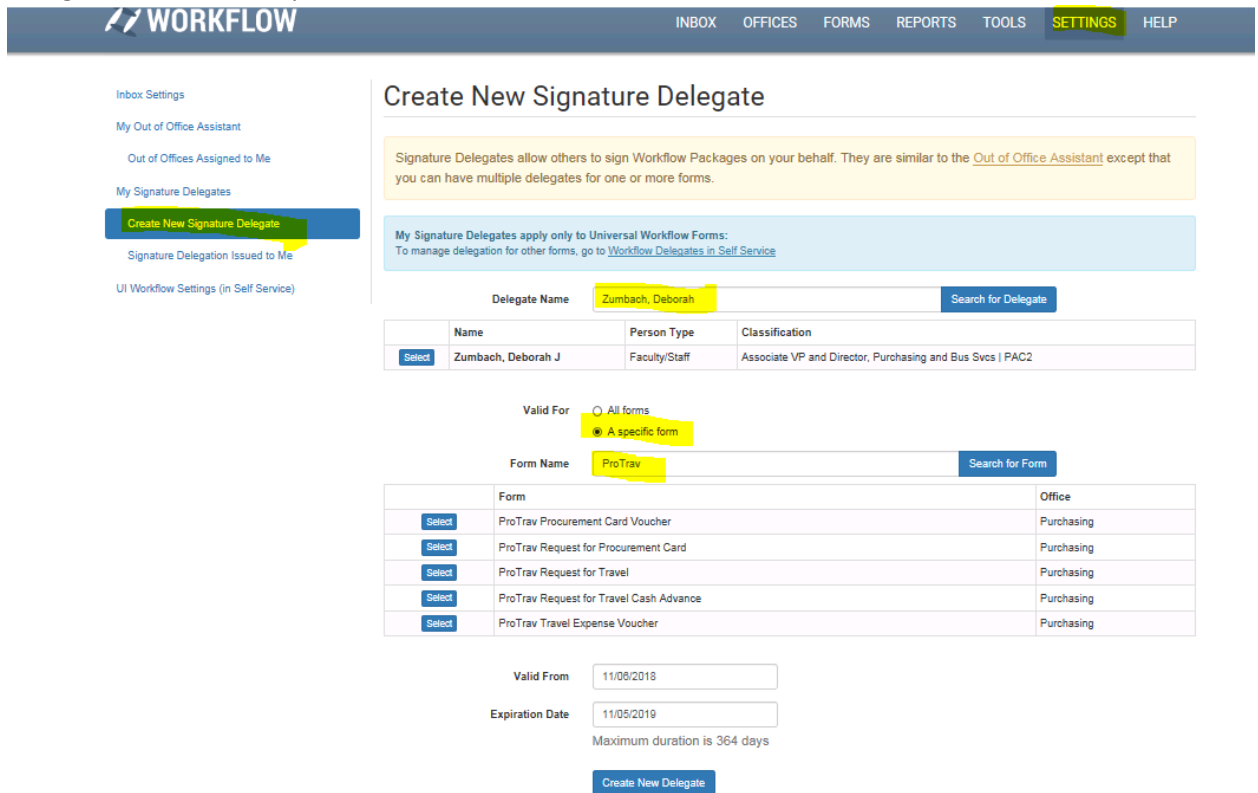 WORKFLOW
INBOX OFFICES FORMS REPORTS TOOLS SETTINGS HELP
Inbox Settings
My Out of Office Assistant
Out of Offices Assigned to Me
My Signature Delegates
Create New Signature Delegate
Signature Delegation Issued to Me
UI Workflow Settings (in Self Service)
Create New Signature Delegate
Signature Delegates allow others to sign Workflow Packages on your behalf. They are similar to the Out of Office Assistant except that
you can have multiple delegates for one or more forms.
My Signature Delegates apply only to Universal Workflow Forms:
To manage delegation for other forms, go to Workflow Delegates in Self Service
Delegate Name Zumbach, Deborah Search for Delegate
Name Person Type Classification
Select Zumbach, Deborah J Faculty/Staff Associate VP and Director, Purchasing and Bus Svcs | PAC2
Valid For All forms
A specific form
Form Name ProTrav Search for Form
Form Office
Select ProTrav Procurement Card Voucher Purchasing
Select ProTrav Request for Procurement Card Purchasing
Select ProTrav Request for Travel Purchasing
Select ProTrav Request for Travel Cash Advance Purchasing
Select ProTrav Travel Expense Voucher Purchasing
Valid From 11/06/2018
Expiration Date 11/05/2019
Maximum duration is 364 days
Create New Delegate